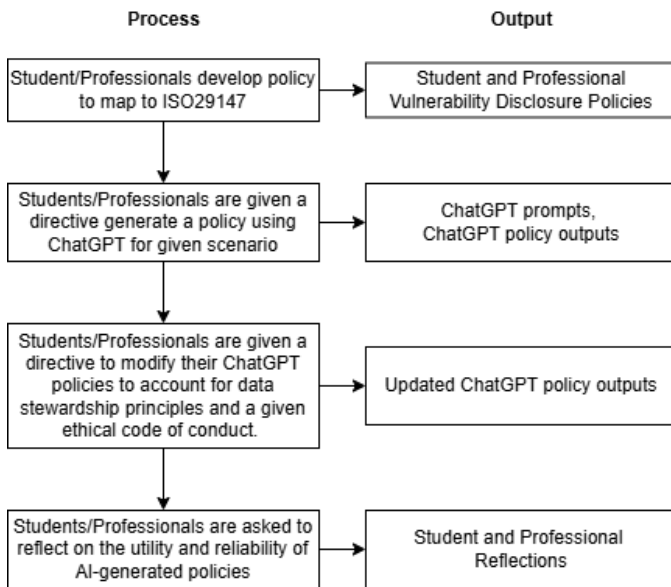 Process
Output
Student/Professionals develop policy
to map to ISO29147
Student and Professional
Vulnerability Disclosure Policies
Students/Professionals are given a
directive generate a policy using
ChatGPT for given scenario
ChatGPT prompts,
ChatGPT policy outputs
Students/Professionals are given a
directive to modify their ChatGPT
policies to account for data
stewardship principles and a given
ethical code of conduct.
Updated ChatGPT policy outputs
Students/Professionals are asked to
reflect on the utility and reliability of
AI-generated policies
Student and Professional
Reflections